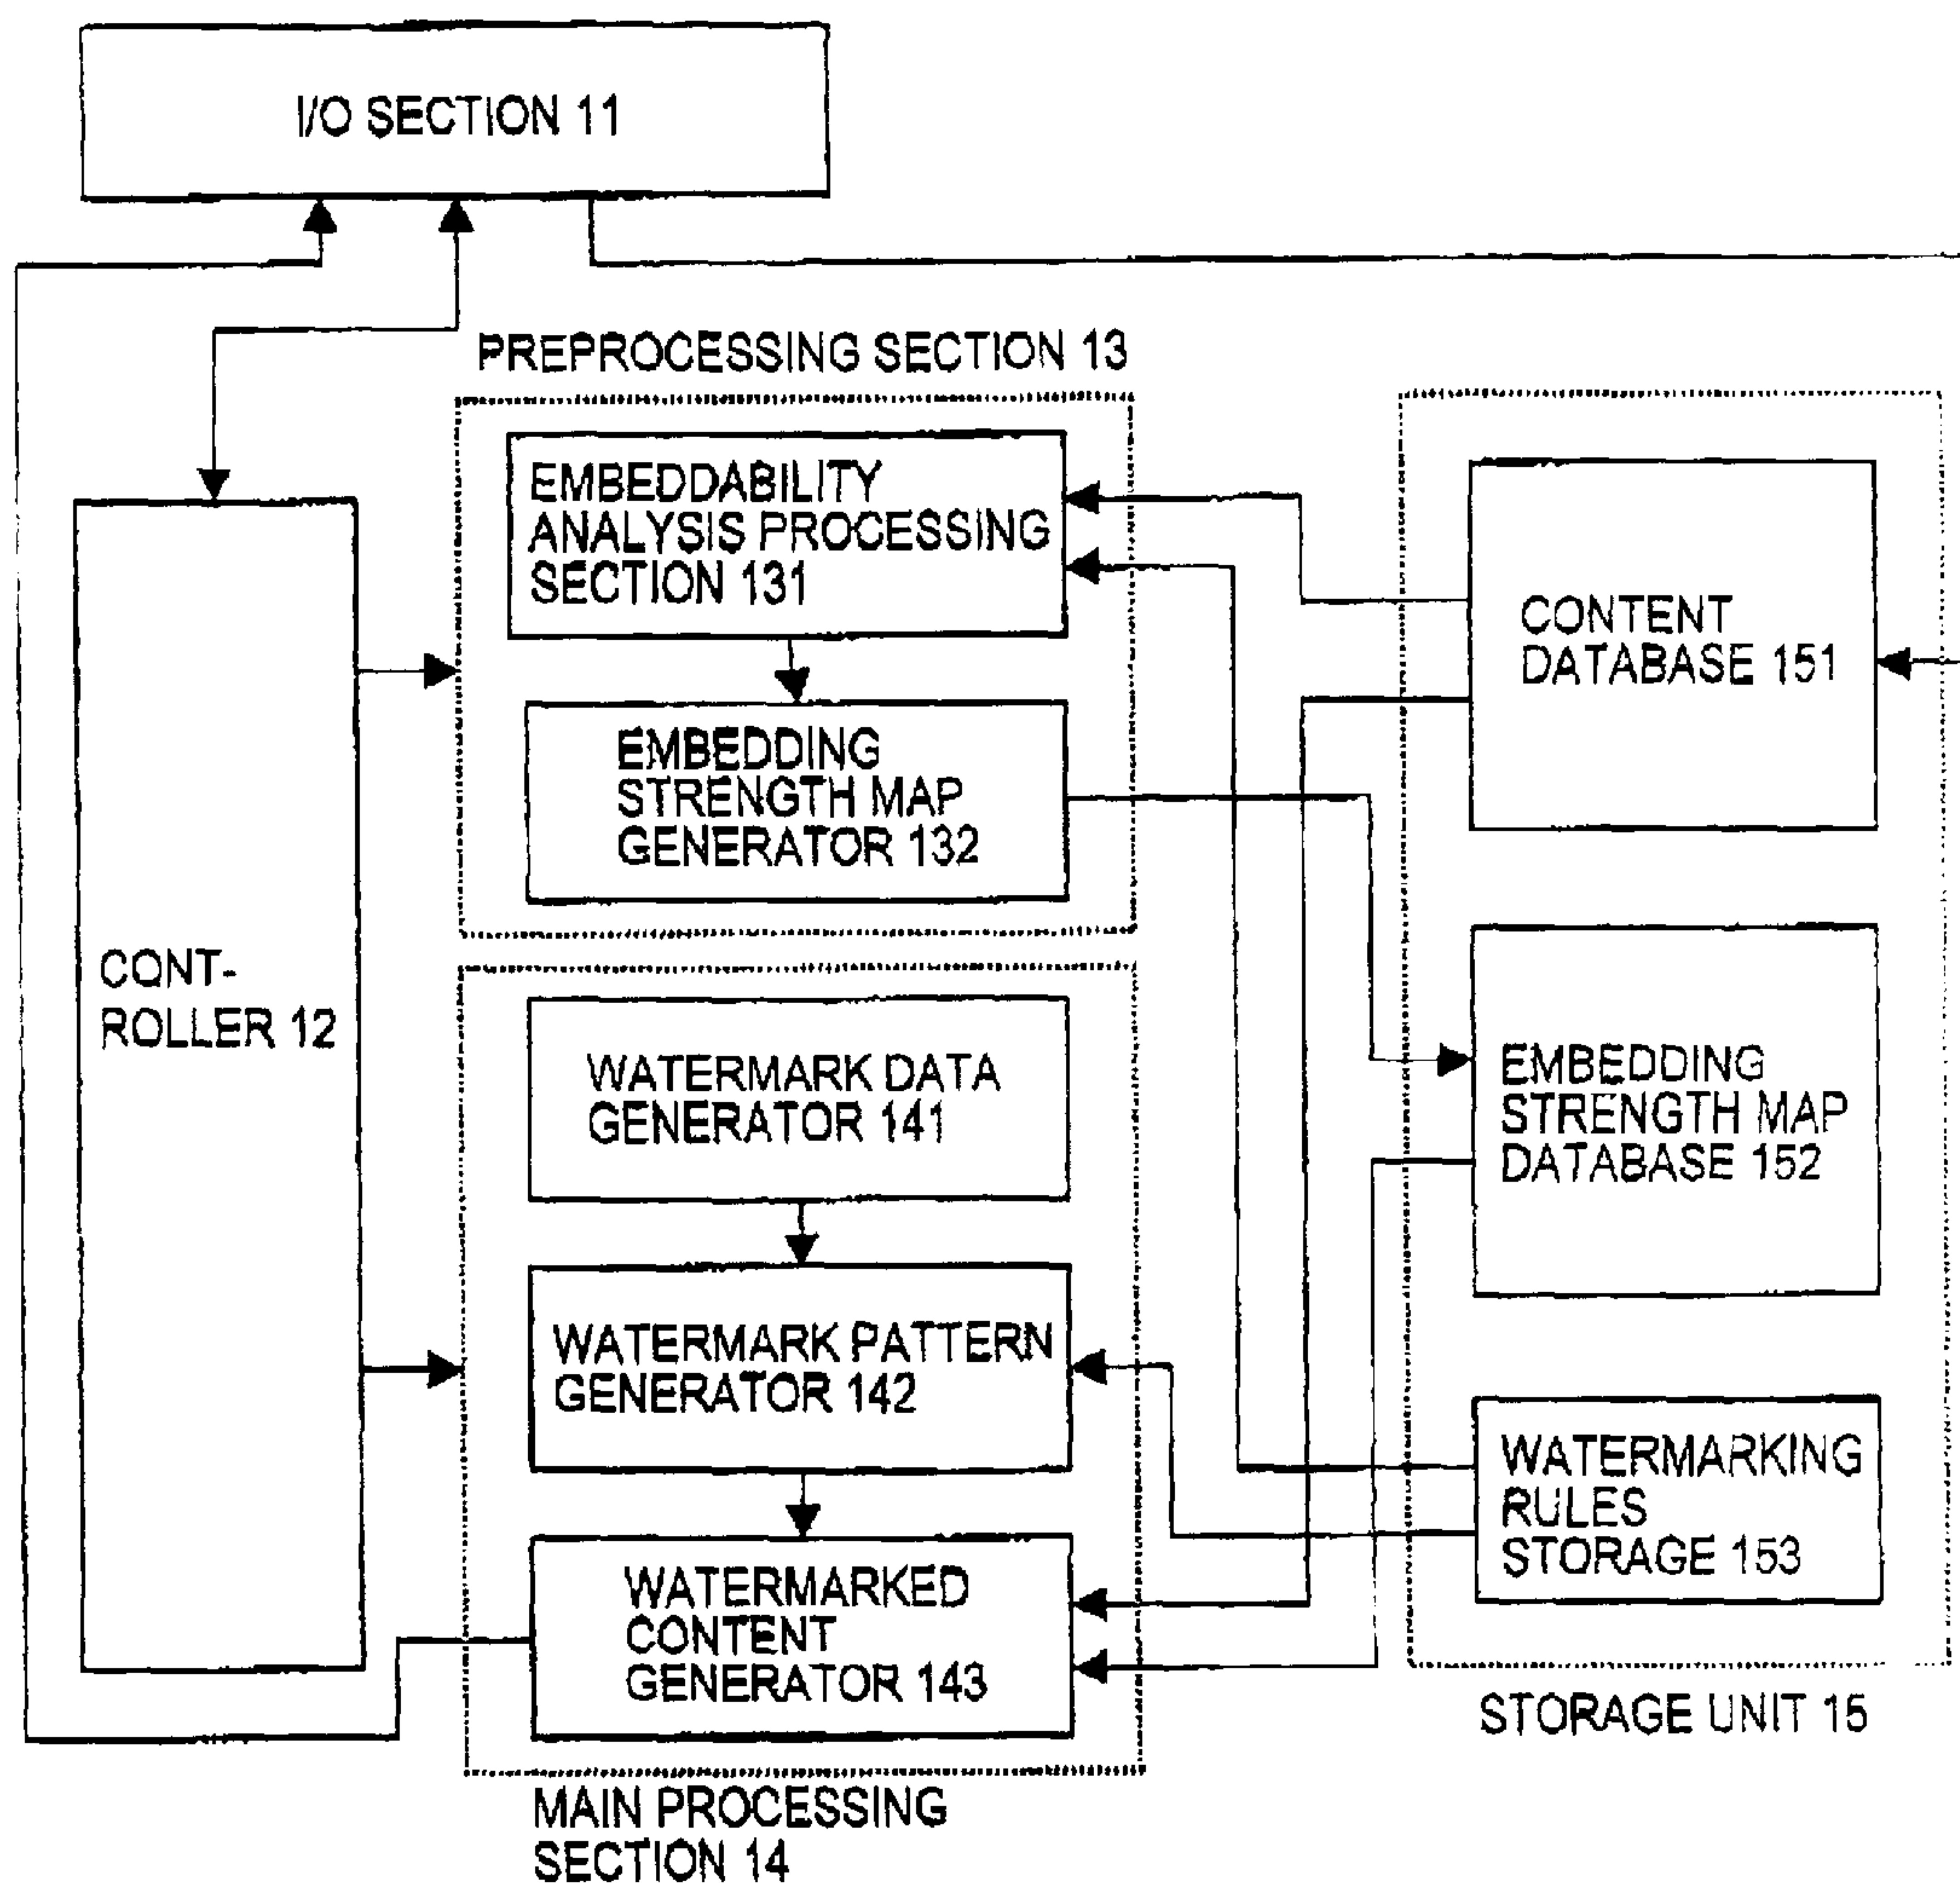 I/O SECTION 11
PREPROCESSING SECTION 13
EMBEDDABILITY
ANALYSIS PROCESSING
SECTION 131
EMBEDDING
STRENGTH MAP
GENERATOR 132
CONT-
ROLLER 12
WATERMARK DATA
GENERATOR 141
WATERMARK PATTERN
GENERATOR 142
WATERMARKED
CONTENT
GENERATOR 143
MAIN PROCESSING
SECTION 14
CONTENT
DATABASE 151
EMBEDDING
STRENGTH MAP
DATABASE 152
WATERMARKING
RULES
STORAGE 153
STORAGE UNIT 15